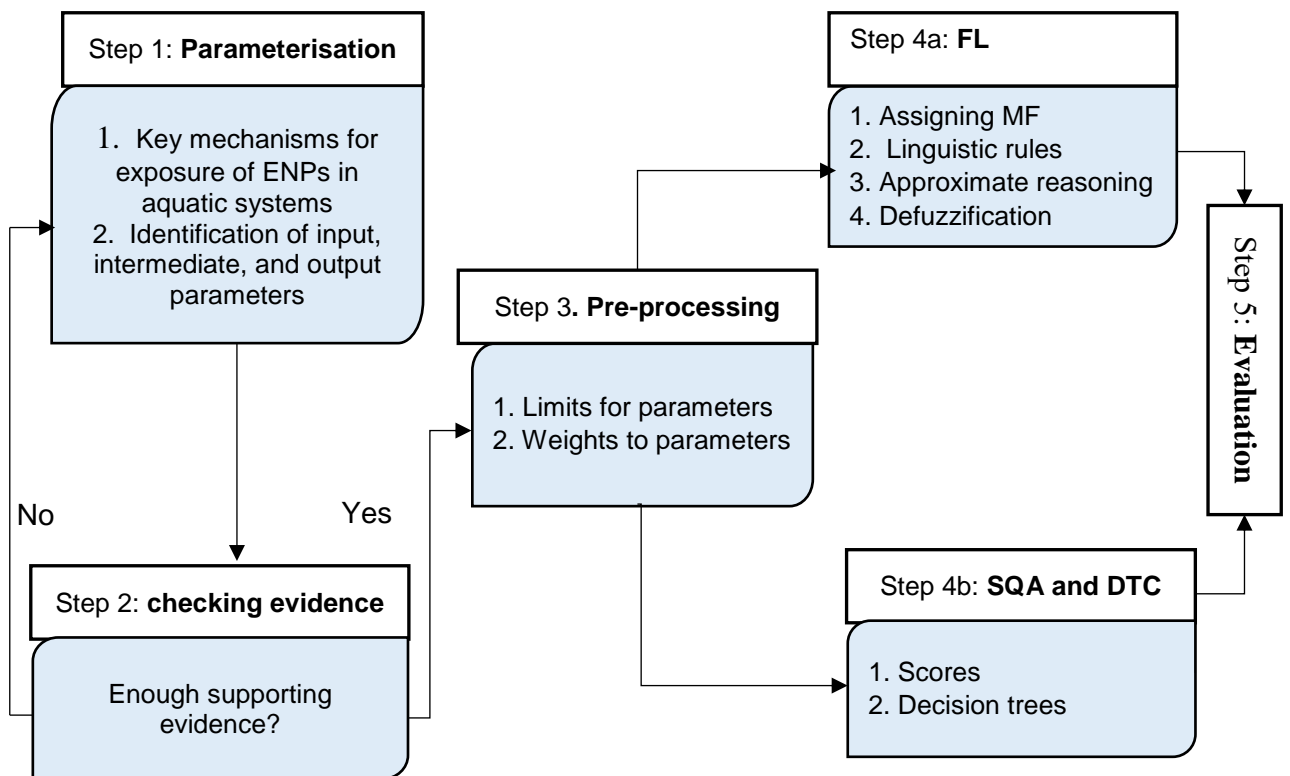 Step 1: Parameterisation
1. Key mechanisms for
exposure of ENPs in
aquatic systems
2. Identification of input,
intermediate, and output
parameters
No
Yes
Step 2: checking evidence
Enough supporting
evidence?
Step 3. Pre-processing
1. Limits for parameters
2. Weights to parameters
Step 4a: FL
1. Assigning MF
2. Linguistic rules
3. Approximate reasoning
4. Defuzzification
Step 4b: SQA and DTC
1. Scores
2. Decision trees
Step 5: Evaluation